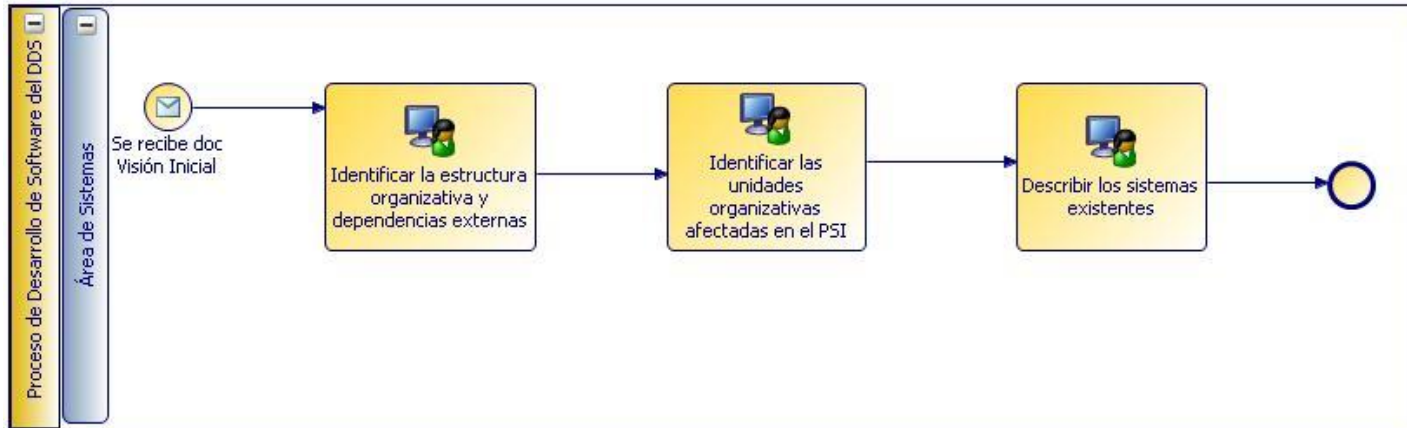 Proceso de Desarrollo de Software del DDS
Área de Sistemas
Se recibe doc
Visión Inicial
Identificar la estructura
organizativa y
dependencias externas
Identificar las
unidades
organizativas
afectadas en el PSI
Describir los sistemas
existentes